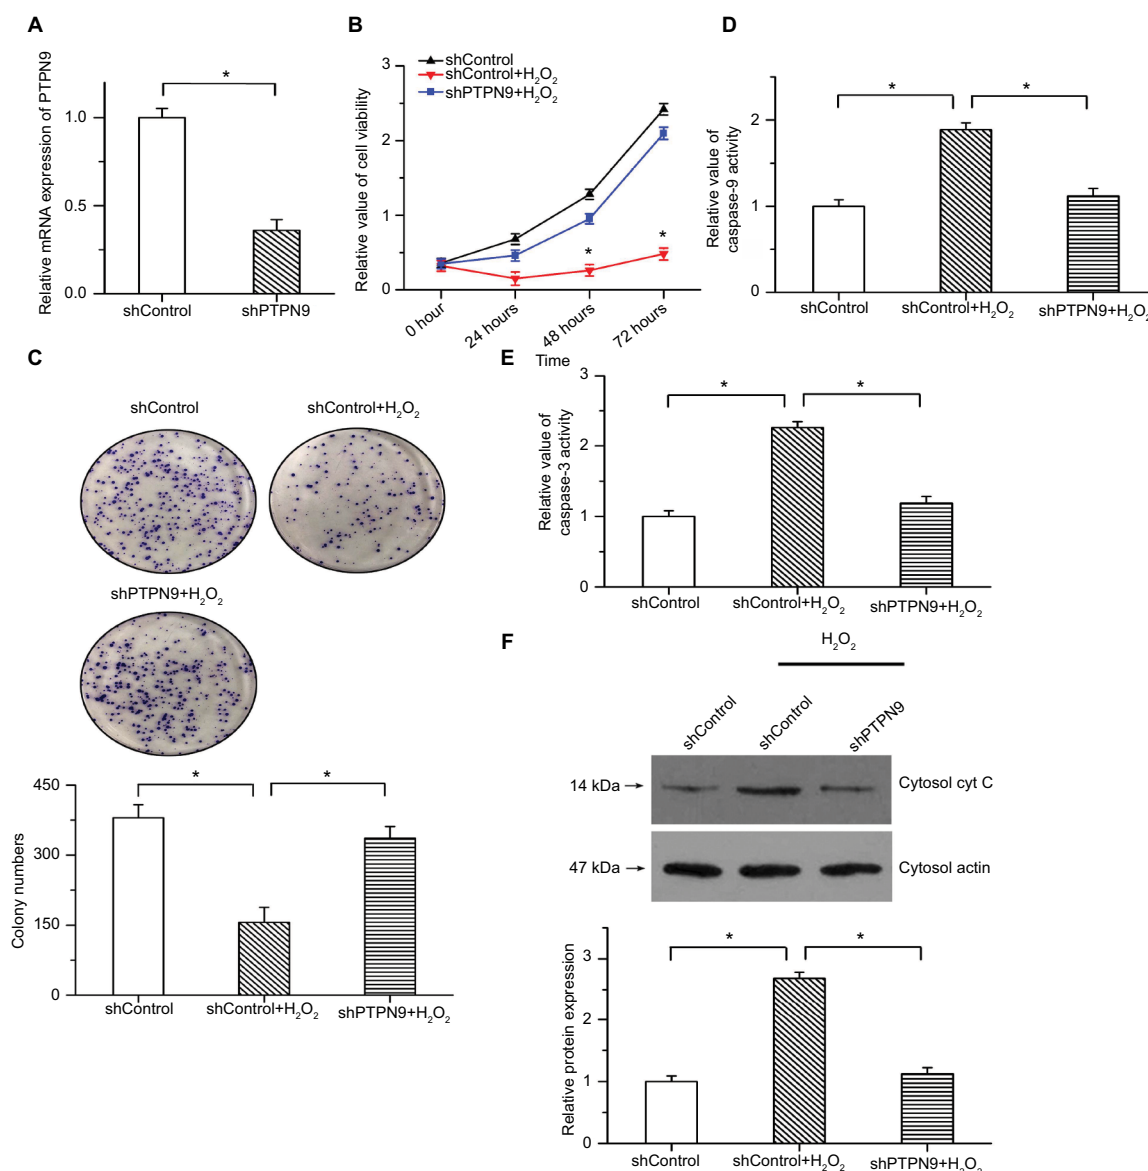 A
Relative mRNA expression of PTPN9
1.0
0.5
0.0
*
shControl
shPTPN9
B
Relative value of cell viability
3
2
1
0
shControl
shControl+H₂O₂
shPTPN9+H₂O₂
*
*
0 hour
24 hours
48 hours
72 hours
Time
D
Relative value of
caspase-9 activity
2
1
0
*
*
shControl
shControl+H₂O₂
shPTPN9+H₂O₂
C
shControl
shControl+H₂O₂
shPTPN9+H₂O₂
Colony numbers
450
300
150
0
*
*
shControl
shControl+H₂O₂
shPTPN9+H₂O₂
E
Relative value of
caspase-3 activity
3
2
1
0
*
*
shControl
shControl+H₂O₂
shPTPN9+H₂O₂
F
H₂O₂
shControl
shControl
shPTPN9
14 kDa
Cytosol cyt C
47 kDa
Cytosol actin
Relative protein expression
3
2
1
0
*
*
shControl
shControl+H₂O₂
shPTPN9+H₂O₂